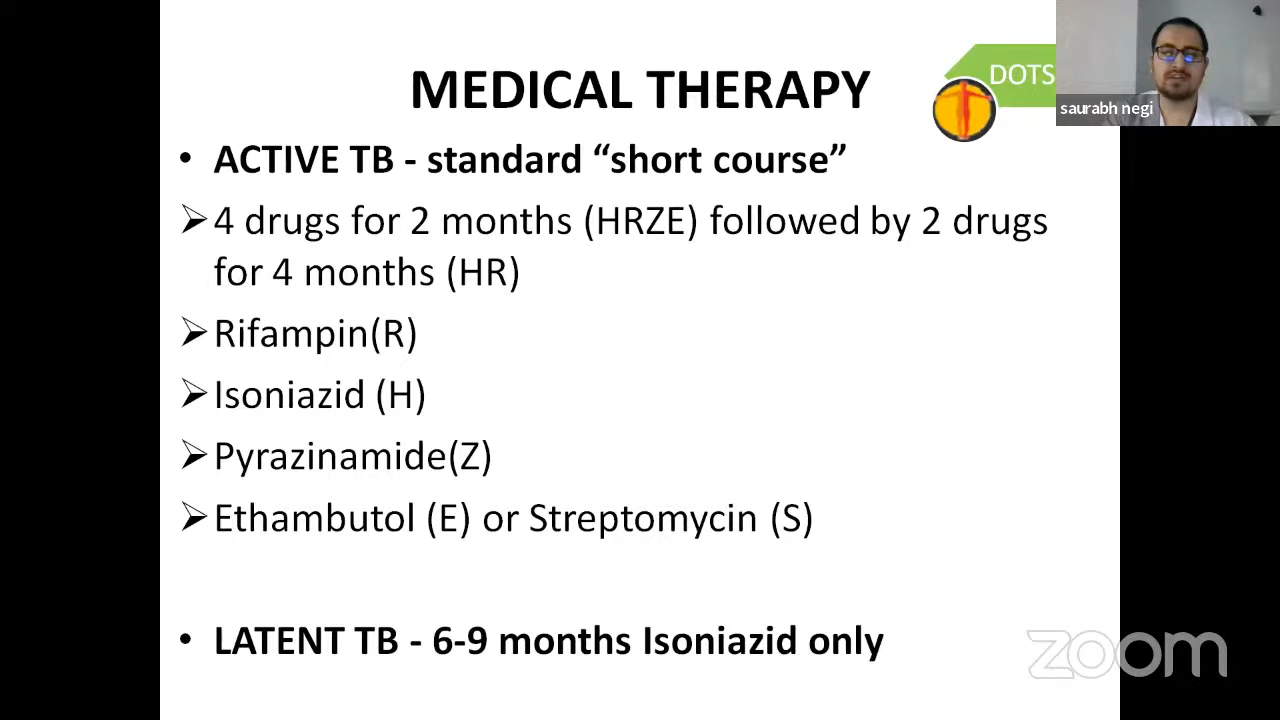 MEDICAL THERAPY
DOTS
saurabh negi
• ACTIVE TB - standard “short course”
➢ 4 drugs for 2 months (HRZE) followed by 2 drugs
for 4 months (HR)
➢ Rifampin(R)
➢ Isoniazid (H)
➢ Pyrazinamide(Z)
➢ Ethambutol (E) or Streptomycin (S)
• LATENT TB - 6-9 months Isoniazid only
zoom